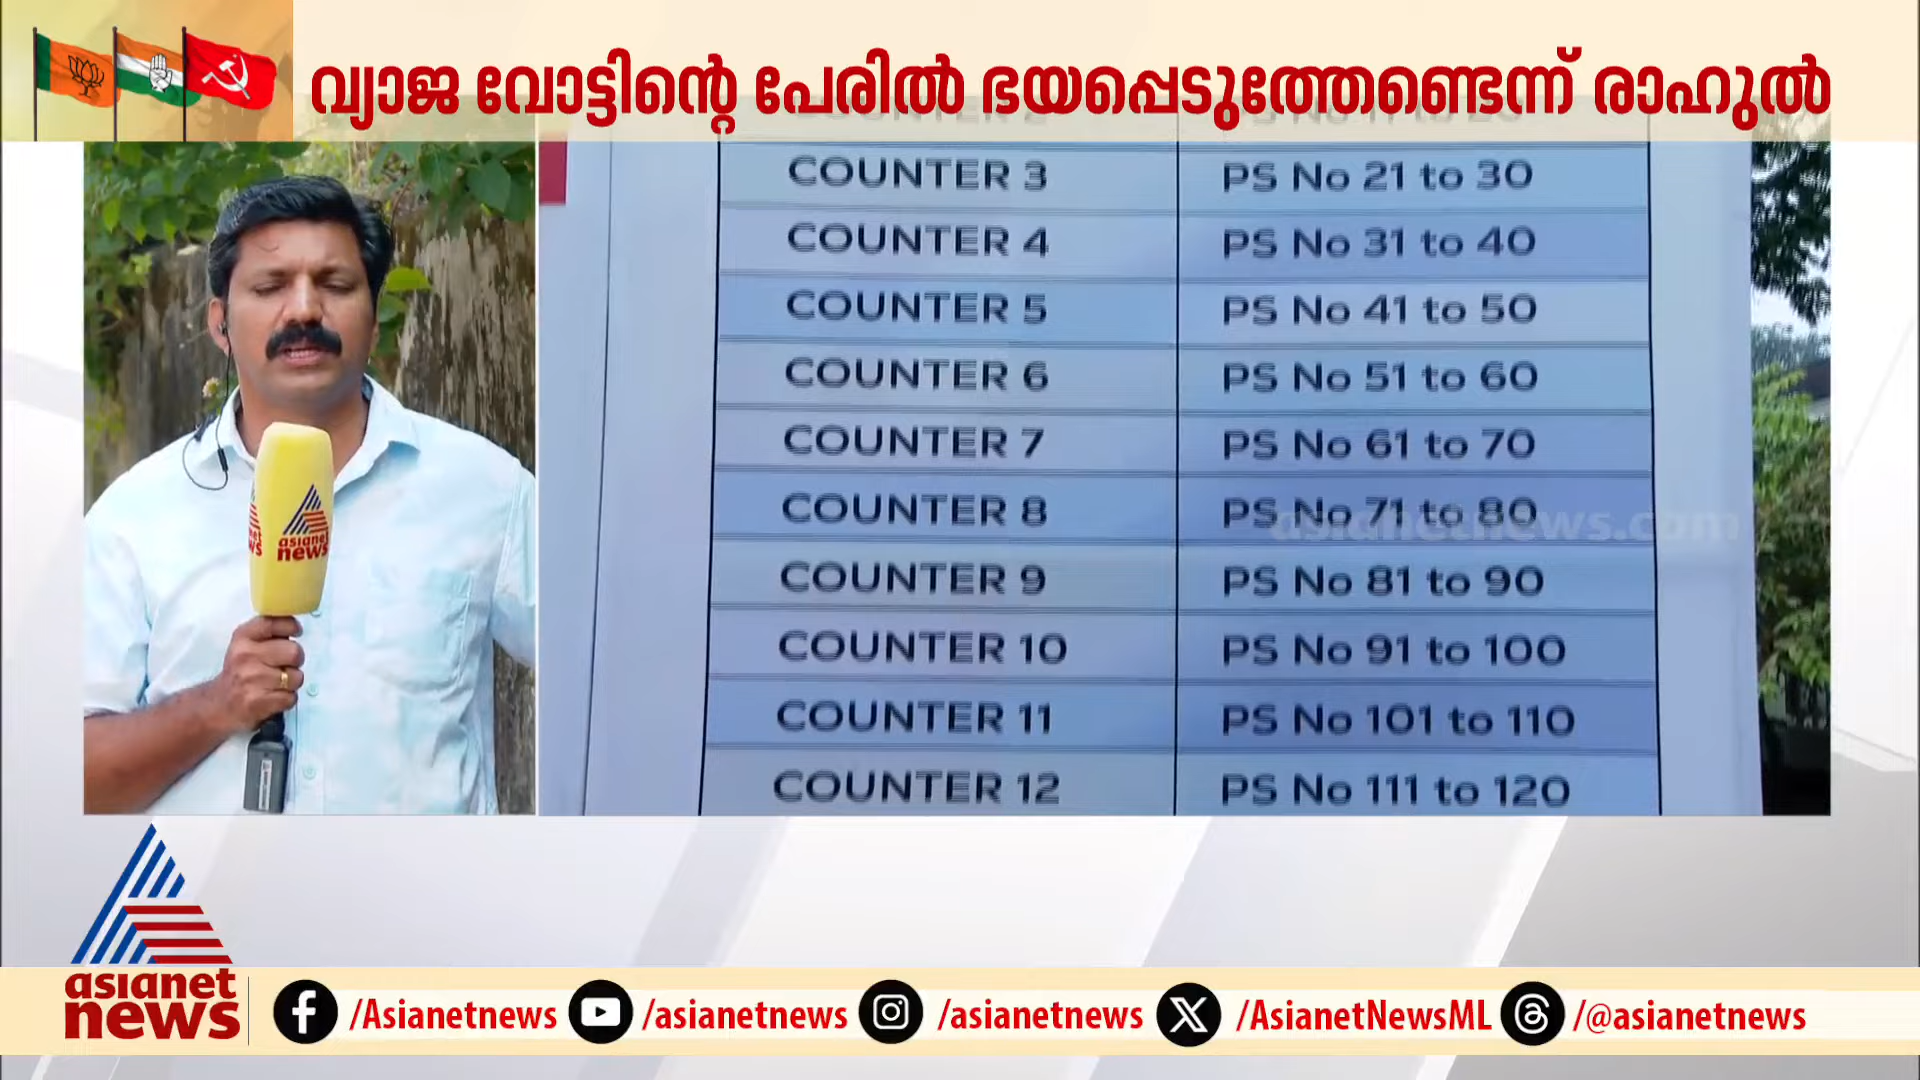 വ്യാജ വോട്ടിന്റെ പേരിൽ ഭയപ്പെടുത്തേണ്ടെന്ന് രാഹുൽ
COUNTER 3 PS No 21 to 30
COUNTER 4 PS No 31 to 40
COUNTER 5 PS No 41 to 50
COUNTER 6 PS No 51 to 60
COUNTER 7 PS No 61 to 70
COUNTER 8 PS No 71 to 80
asianetnews.com
COUNTER 9 PS No 81 to 90
COUNTER 10 PS No 91 to 100
COUNTER 11 PS No 101 to 110
COUNTER 12 PS No 111 to 120
asianet
news
asianet
news
/Asianetnews /asianetnews /asianetnews /AsianetNewsML /@asianetnews